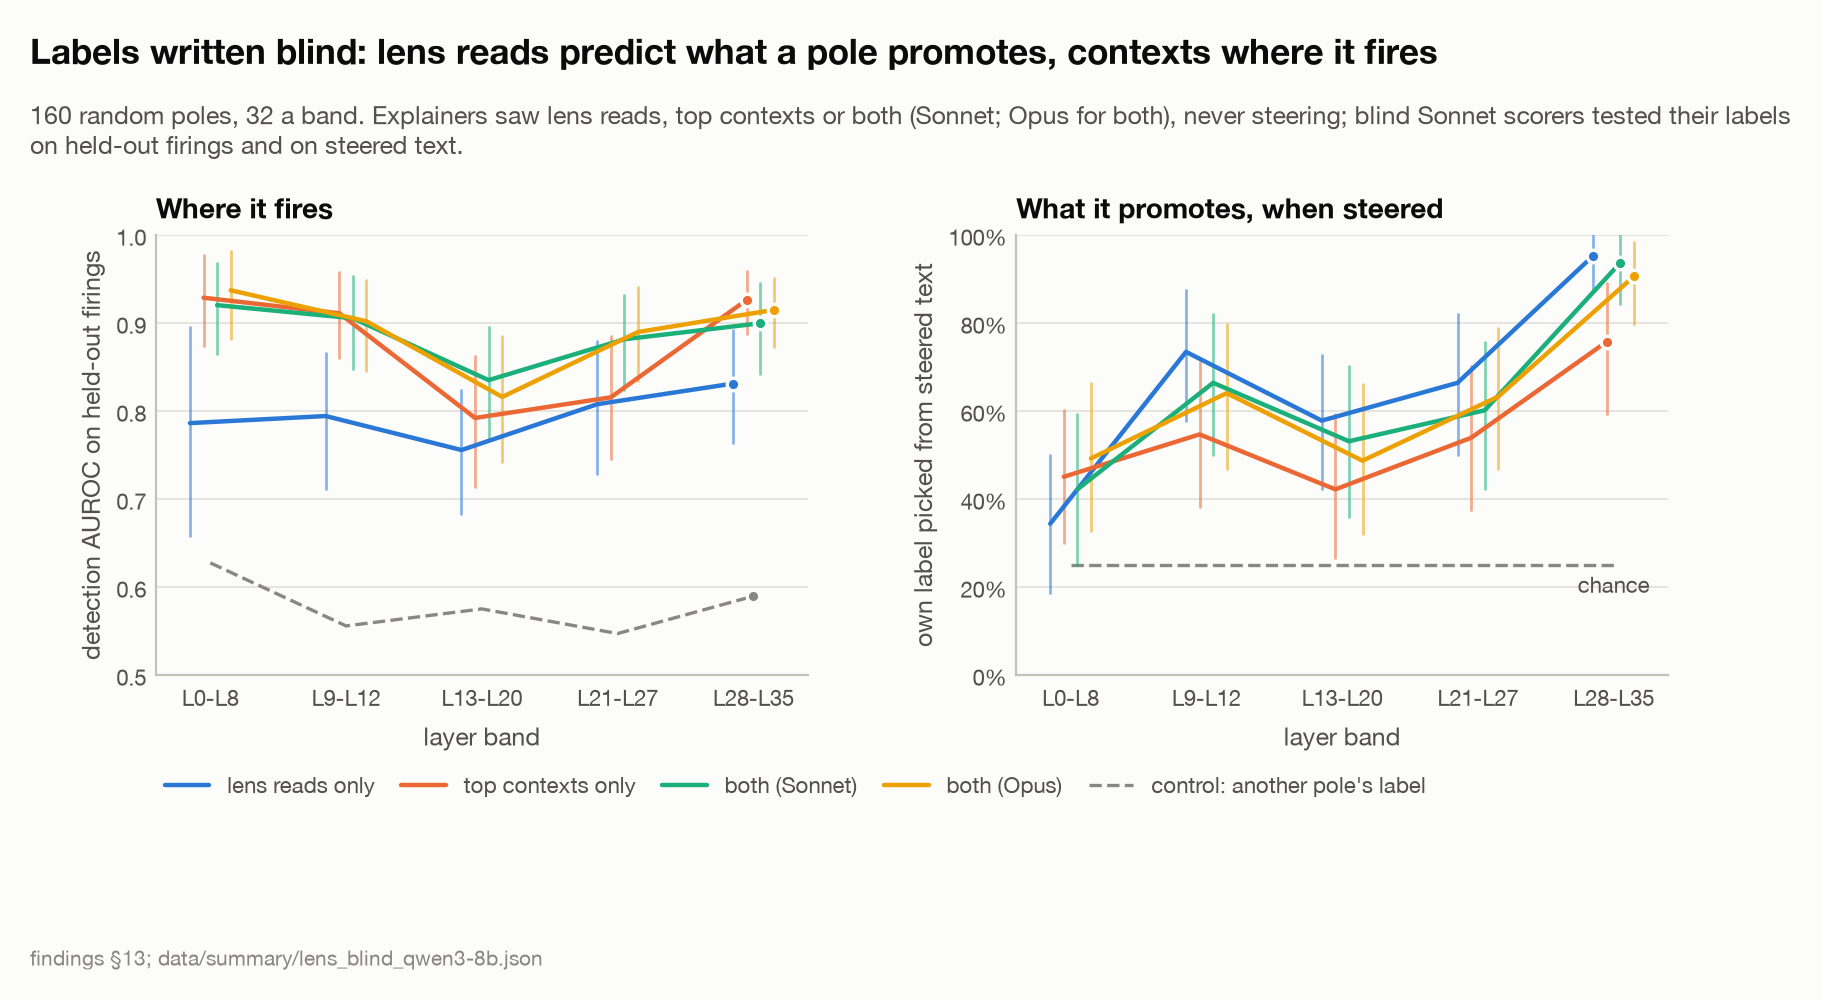 Labels written blind: lens reads predict what a pole promotes, contexts where it fires
160 random poles, 32 a band. Explainers saw lens reads, top contexts or both (Sonnet; Opus for both), never steering; blind Sonnet scorers tested their labels
on held-out firings and on steered text.
Where it fires
detection AUROC on held-out firings
1.0
0.9
0.8
0.7
0.6
0.5
L0-L8 L9-L12 L13-L20 L21-L27 L28-L35
layer band
What it promotes, when steered
own label picked from steered text
100%
80%
60%
40%
20%
0%
chance
L0-L8 L9-L12 L13-L20 L21-L27 L28-L35
layer band
lens reads only top contexts only both (Sonnet) both (Opus) control: another pole's label
findings §13; data/summary/lens_blind_qwen3-8b.json